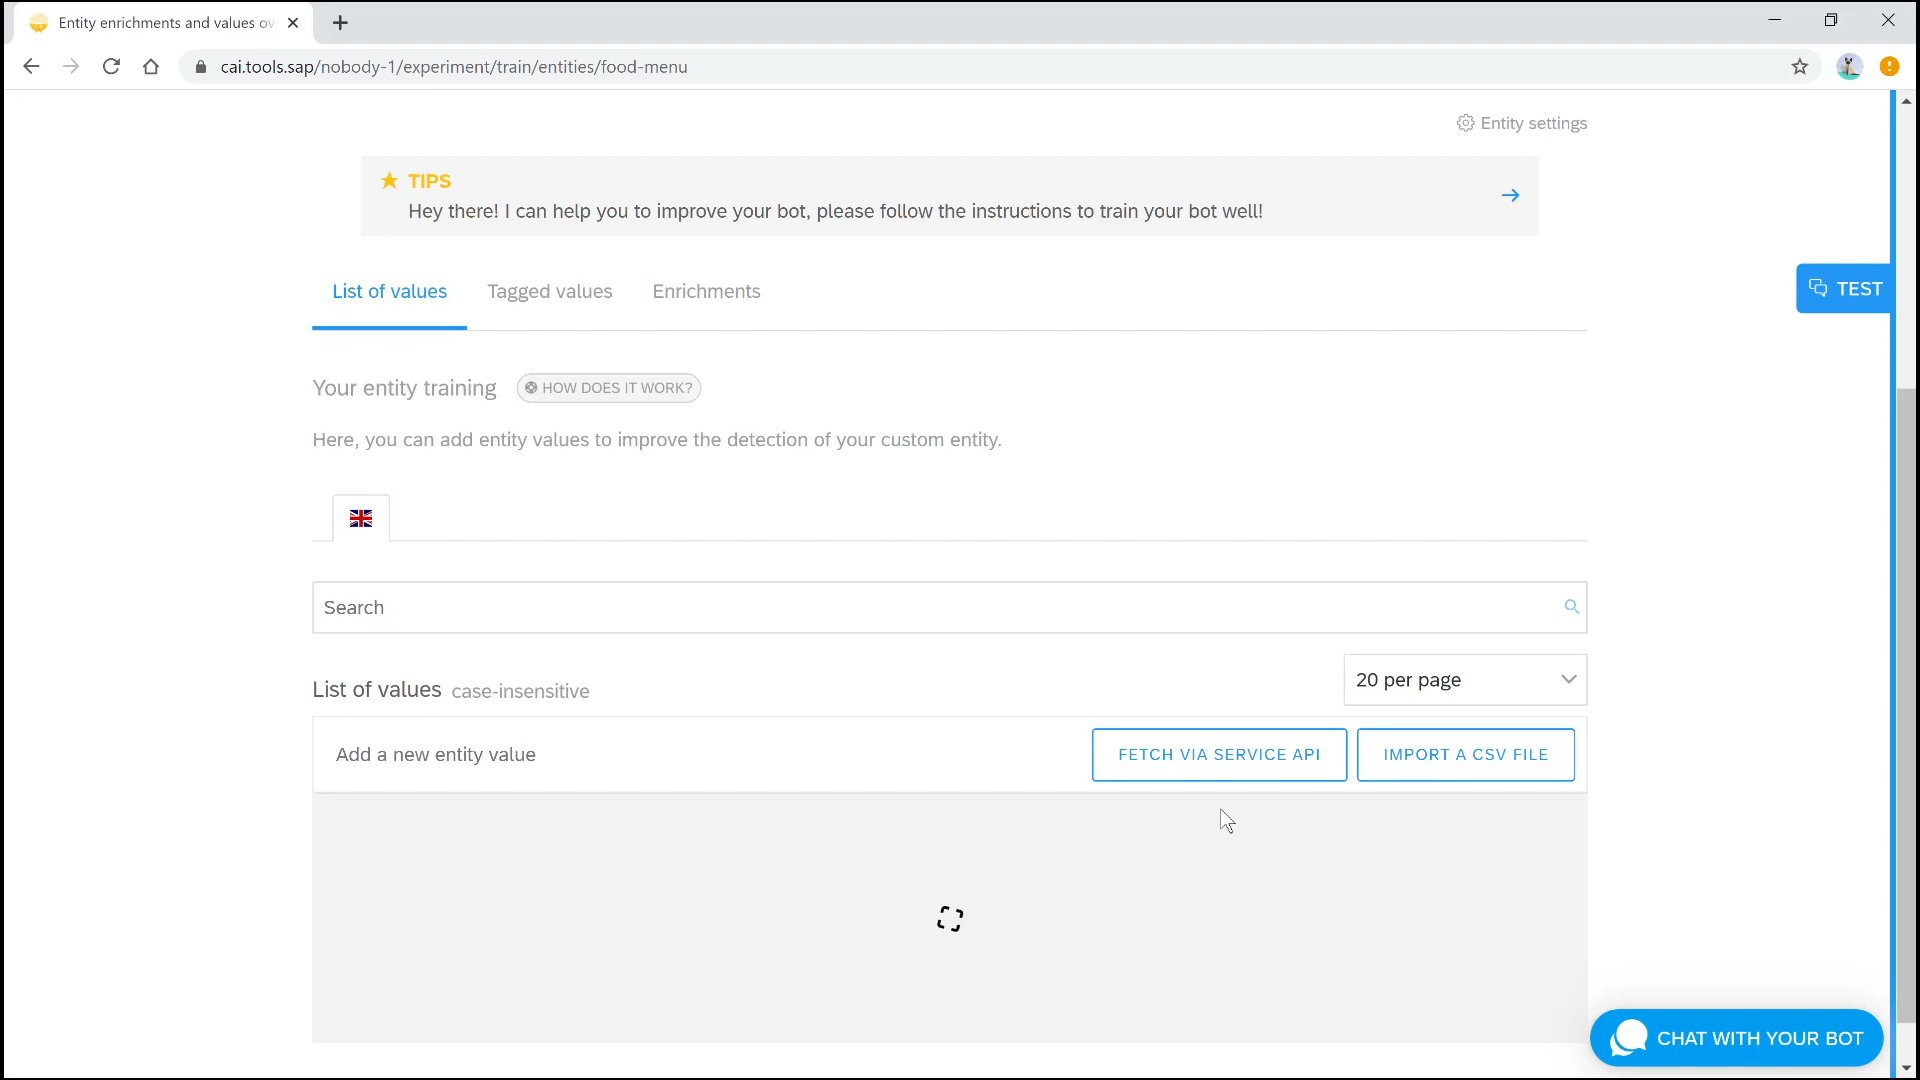 Entity enrichments and values ov
cai.tools.sap/nobody-1/experiment/train/entities/food-menu
Entity settings
TIPS
Hey there! I can help you to improve your bot, please follow the instructions to train your bot well!
List of values
Tagged values
Enrichments
TEST
Your entity training
HOW DOES IT WORK?
Here, you can add entity values to improve the detection of your custom entity.
Search
20 per page
List of values case-insensitive
Add a new entity value
FETCH VIA SERVICE API
IMPORT A CSV FILE
CHAT WITH YOUR BOT